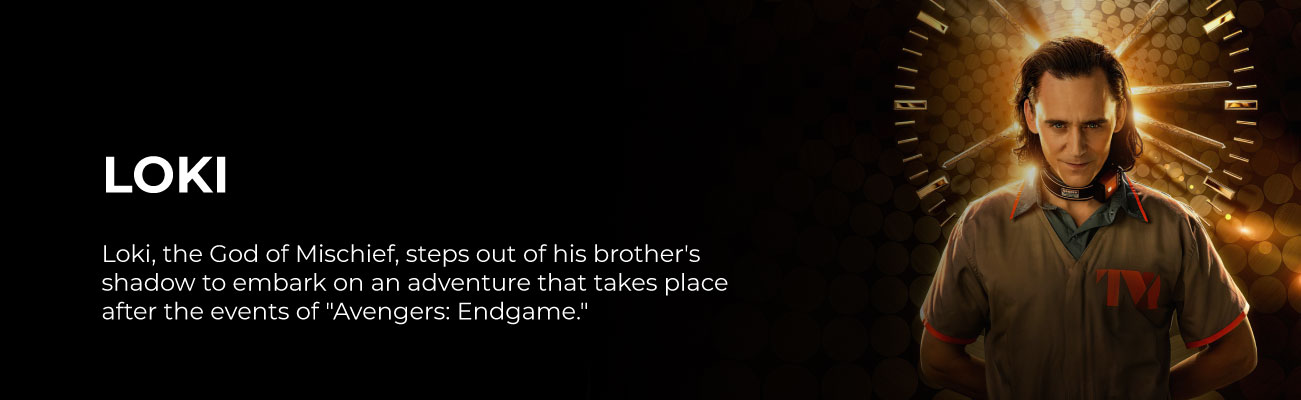 LOKI
Loki, the God of Mischief, steps out of his brother's
shadow to embark on an adventure that takes place
after the events of "Avengers: Endgame."
TVA